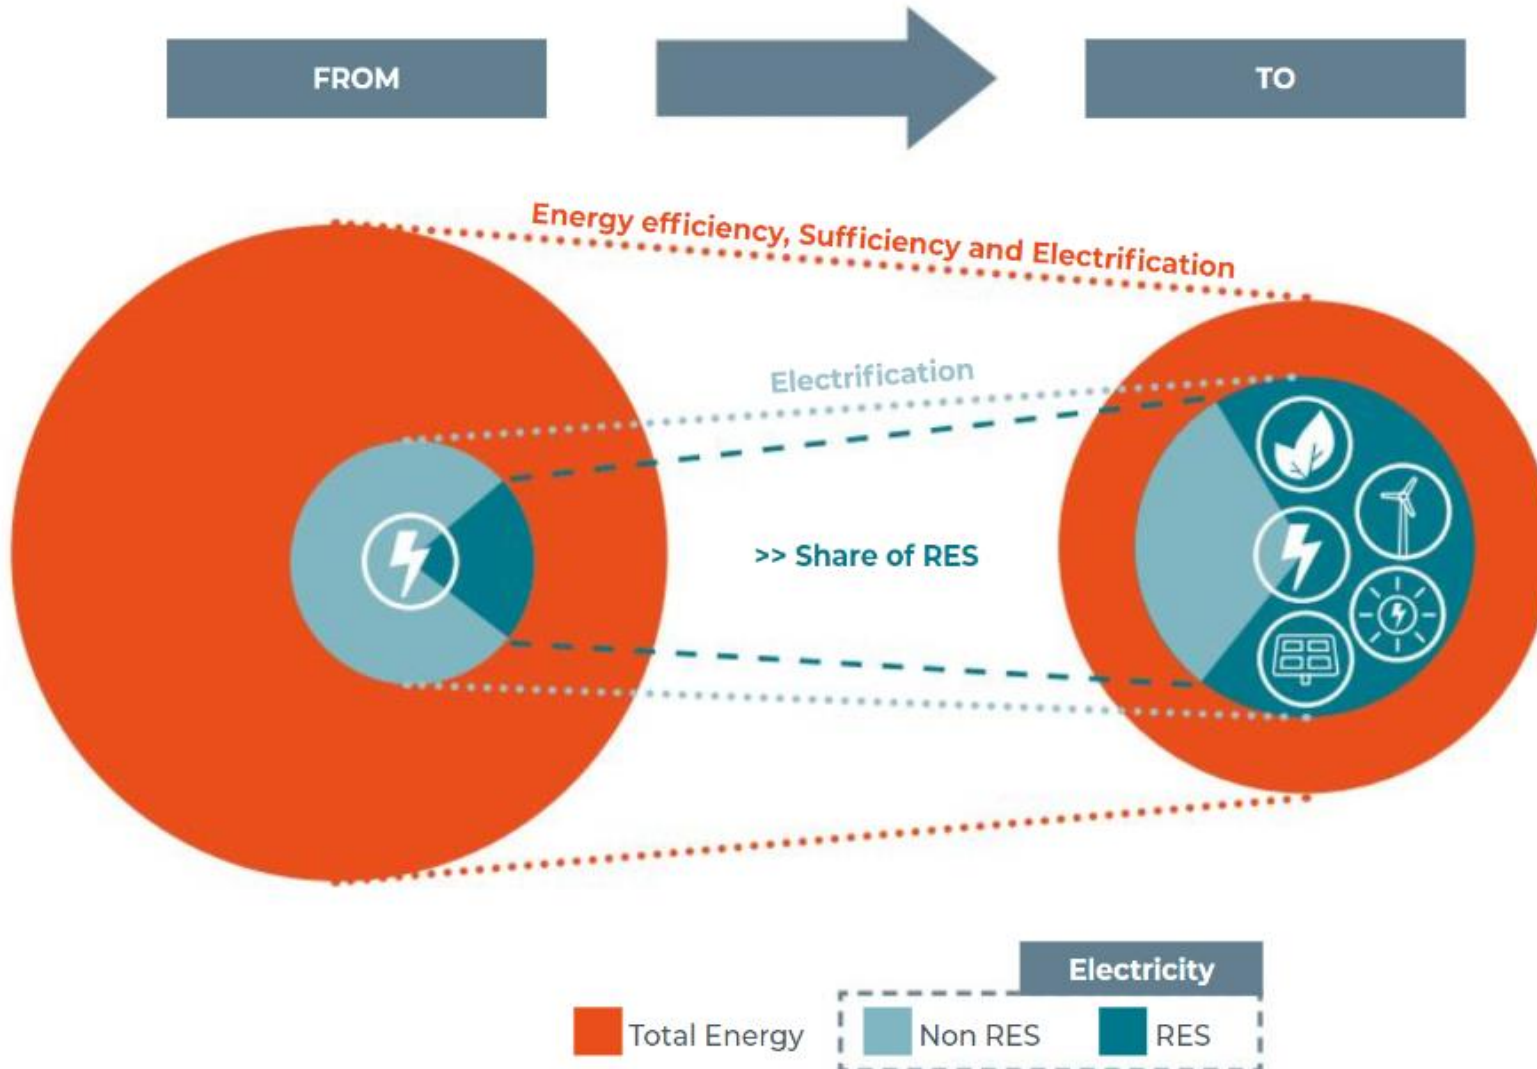 FROM
TO
Energy efficiency, Sufficiency and Electrification
Electrification
>> Share of RES
Electricity
Total Energy
Non RES
RES